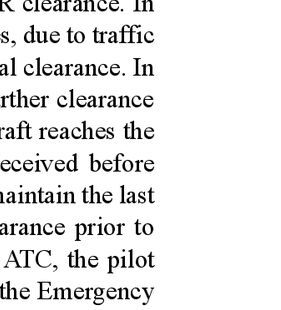 R clearance. In
s, due to traffic
al clearance. In
rther clearance
raft reaches the
eceived before
naintain the last
arance prior to
ATC, the pilot
the Emergency